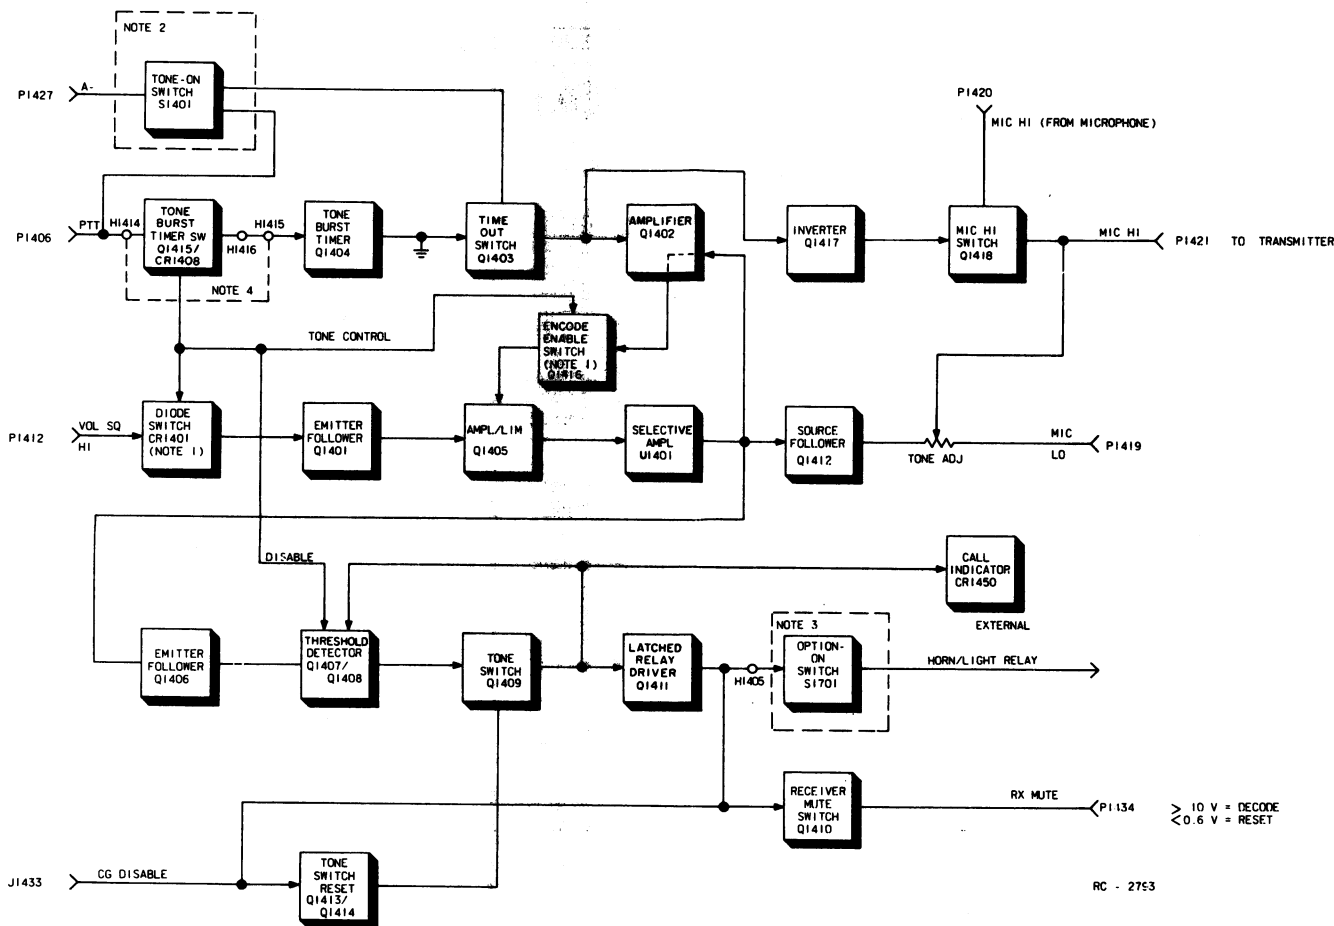 NOTE 2
TONE-ON
SWITCH
S1401
P1427
A-
P1420
MIC HI (FROM MICROPHONE)
P1406
PTT
H1414
TONE
BURST
TIMER SW
Q1415/
CR1408
H1415
H1416
NOTE 4
TONE
BURST
TIMER
Q1404
TIME
OUT
SWITCH
Q1403
AMPLIFIER
Q1402
INVERTER
Q1417
MIC HI
SWITCH
Q1418
MIC HI
P1421 TO TRANSMITTER
TONE CONTROL
ENCODE
ENABLE
SWITCH
(NOTE 1)
Q1416
P1412
VOL SQ
HI
DIODE
SWITCH
CR1401
(NOTE 1)
EMITTER
FOLLOWER
Q1401
AMPL/LIM
Q1405
SELECTIVE
AMPL
U1401
SOURCE
FOLLOWER
Q1412
TONE ADJ
MIC
LO
P1419
DISABLE
CALL
INDICATOR
CR1450
EXTERNAL
EMITTER
FOLLOWER
Q1406
THRESHOLD
DETECTOR
Q1407/
Q1408
TONE
SWITCH
Q1409
LATCHED
RELAY
DRIVER
Q1411
H1405
NOTE 3
OPTION-
ON
SWITCH
S1701
HORN/LIGHT RELAY
RECEIVER
MUTE
SWITCH
Q1410
RX MUTE
P1434
> 10 V = DECODE
<0.6 V = RESET
J1433
CG DISABLE
TONE
SWITCH
RESET
Q1413/
Q1414
RC - 2793